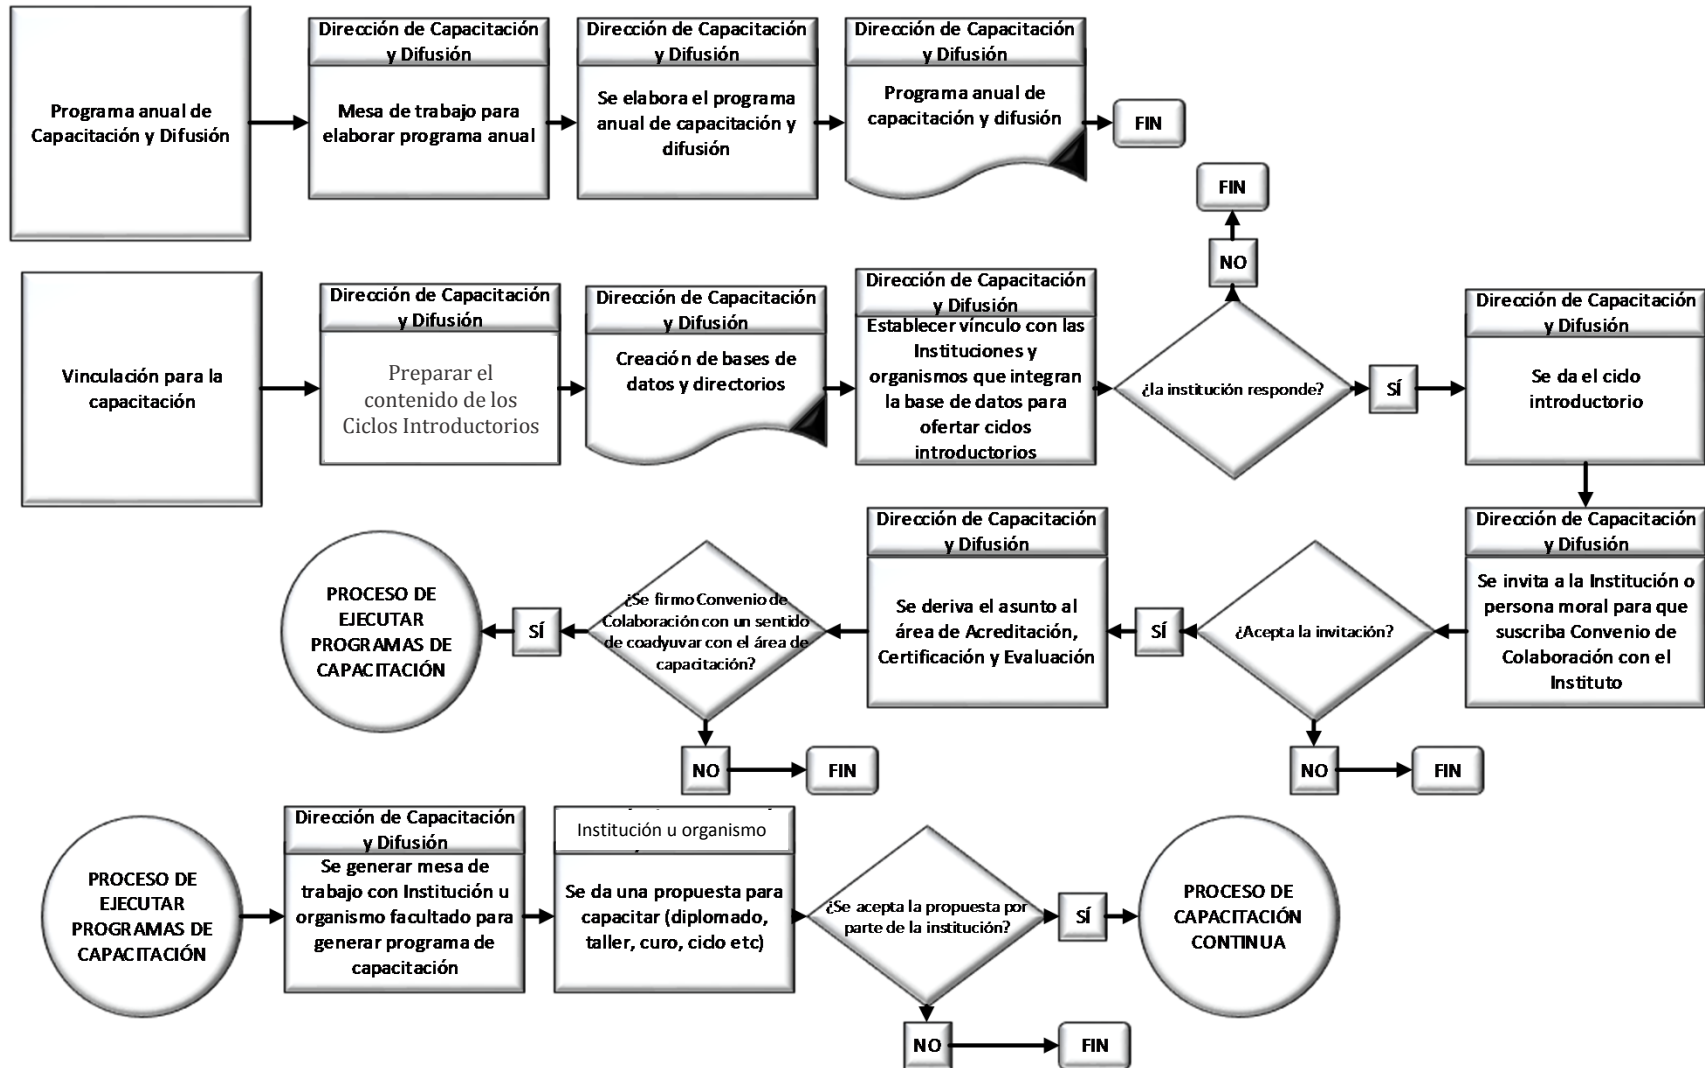 Programa anual de
Capacitación y Difusión
Dirección de Capacitación
y Difusión
Mesa de trabajo para
elaborar programa anual
Dirección de Capacitación
y Difusión
Se elabora el programa
anual de capacitación y
difusión
Dirección de Capacitación
y Difusión
Programa anual de
capacitación y difusión
FIN
Vinculación para la
capacitación
Dirección de Capacitación
y Difusión
Preparar el
contenido de los
Ciclos Introductorios
Dirección de Capacitación
y Difusión
Creación de bases de
datos y directorios
Dirección de Capacitación
y Difusión
Establecer vínculo con las
Instituciones y
organismos que integran
la base de datos para
ofertar ciclos
introductorios
¿la institución responde?
NO
FIN
SÍ
Dirección de Capacitación
y Difusión
Se da el ciclo
introductorio
Dirección de Capacitación
y Difusión
Se invita a la Institución o
persona moral para que
suscriba Convenio de
Colaboración con el
Instituto
¿Acepta la invitación?
NO
FIN
SÍ
Dirección de Capacitación
y Difusión
Se deriva el asunto al
área de Acreditación,
Certificación y Evaluación
¿Se firmo Convenio de
Colaboración con un sentido
de coadyuvar con el área de
capacitación?
NO
FIN
SÍ
PROCESO DE
EJECUTAR
PROGRAMAS DE
CAPACITACIÓN
PROCESO DE
EJECUTAR
PROGRAMAS DE
CAPACITACIÓN
Dirección de Capacitación
y Difusión
Se generar mesa de
trabajo con Institución u
organismo facultado para
generar programa de
capacitación
Institución u organismo
Se da una propuesta para
capacitar (diplomado,
taller, curo, ciclo etc)
¿Se acepta la propuesta por
parte de la institución?
NO
FIN
SÍ
PROCESO DE
CAPACITACIÓN
CONTINUA